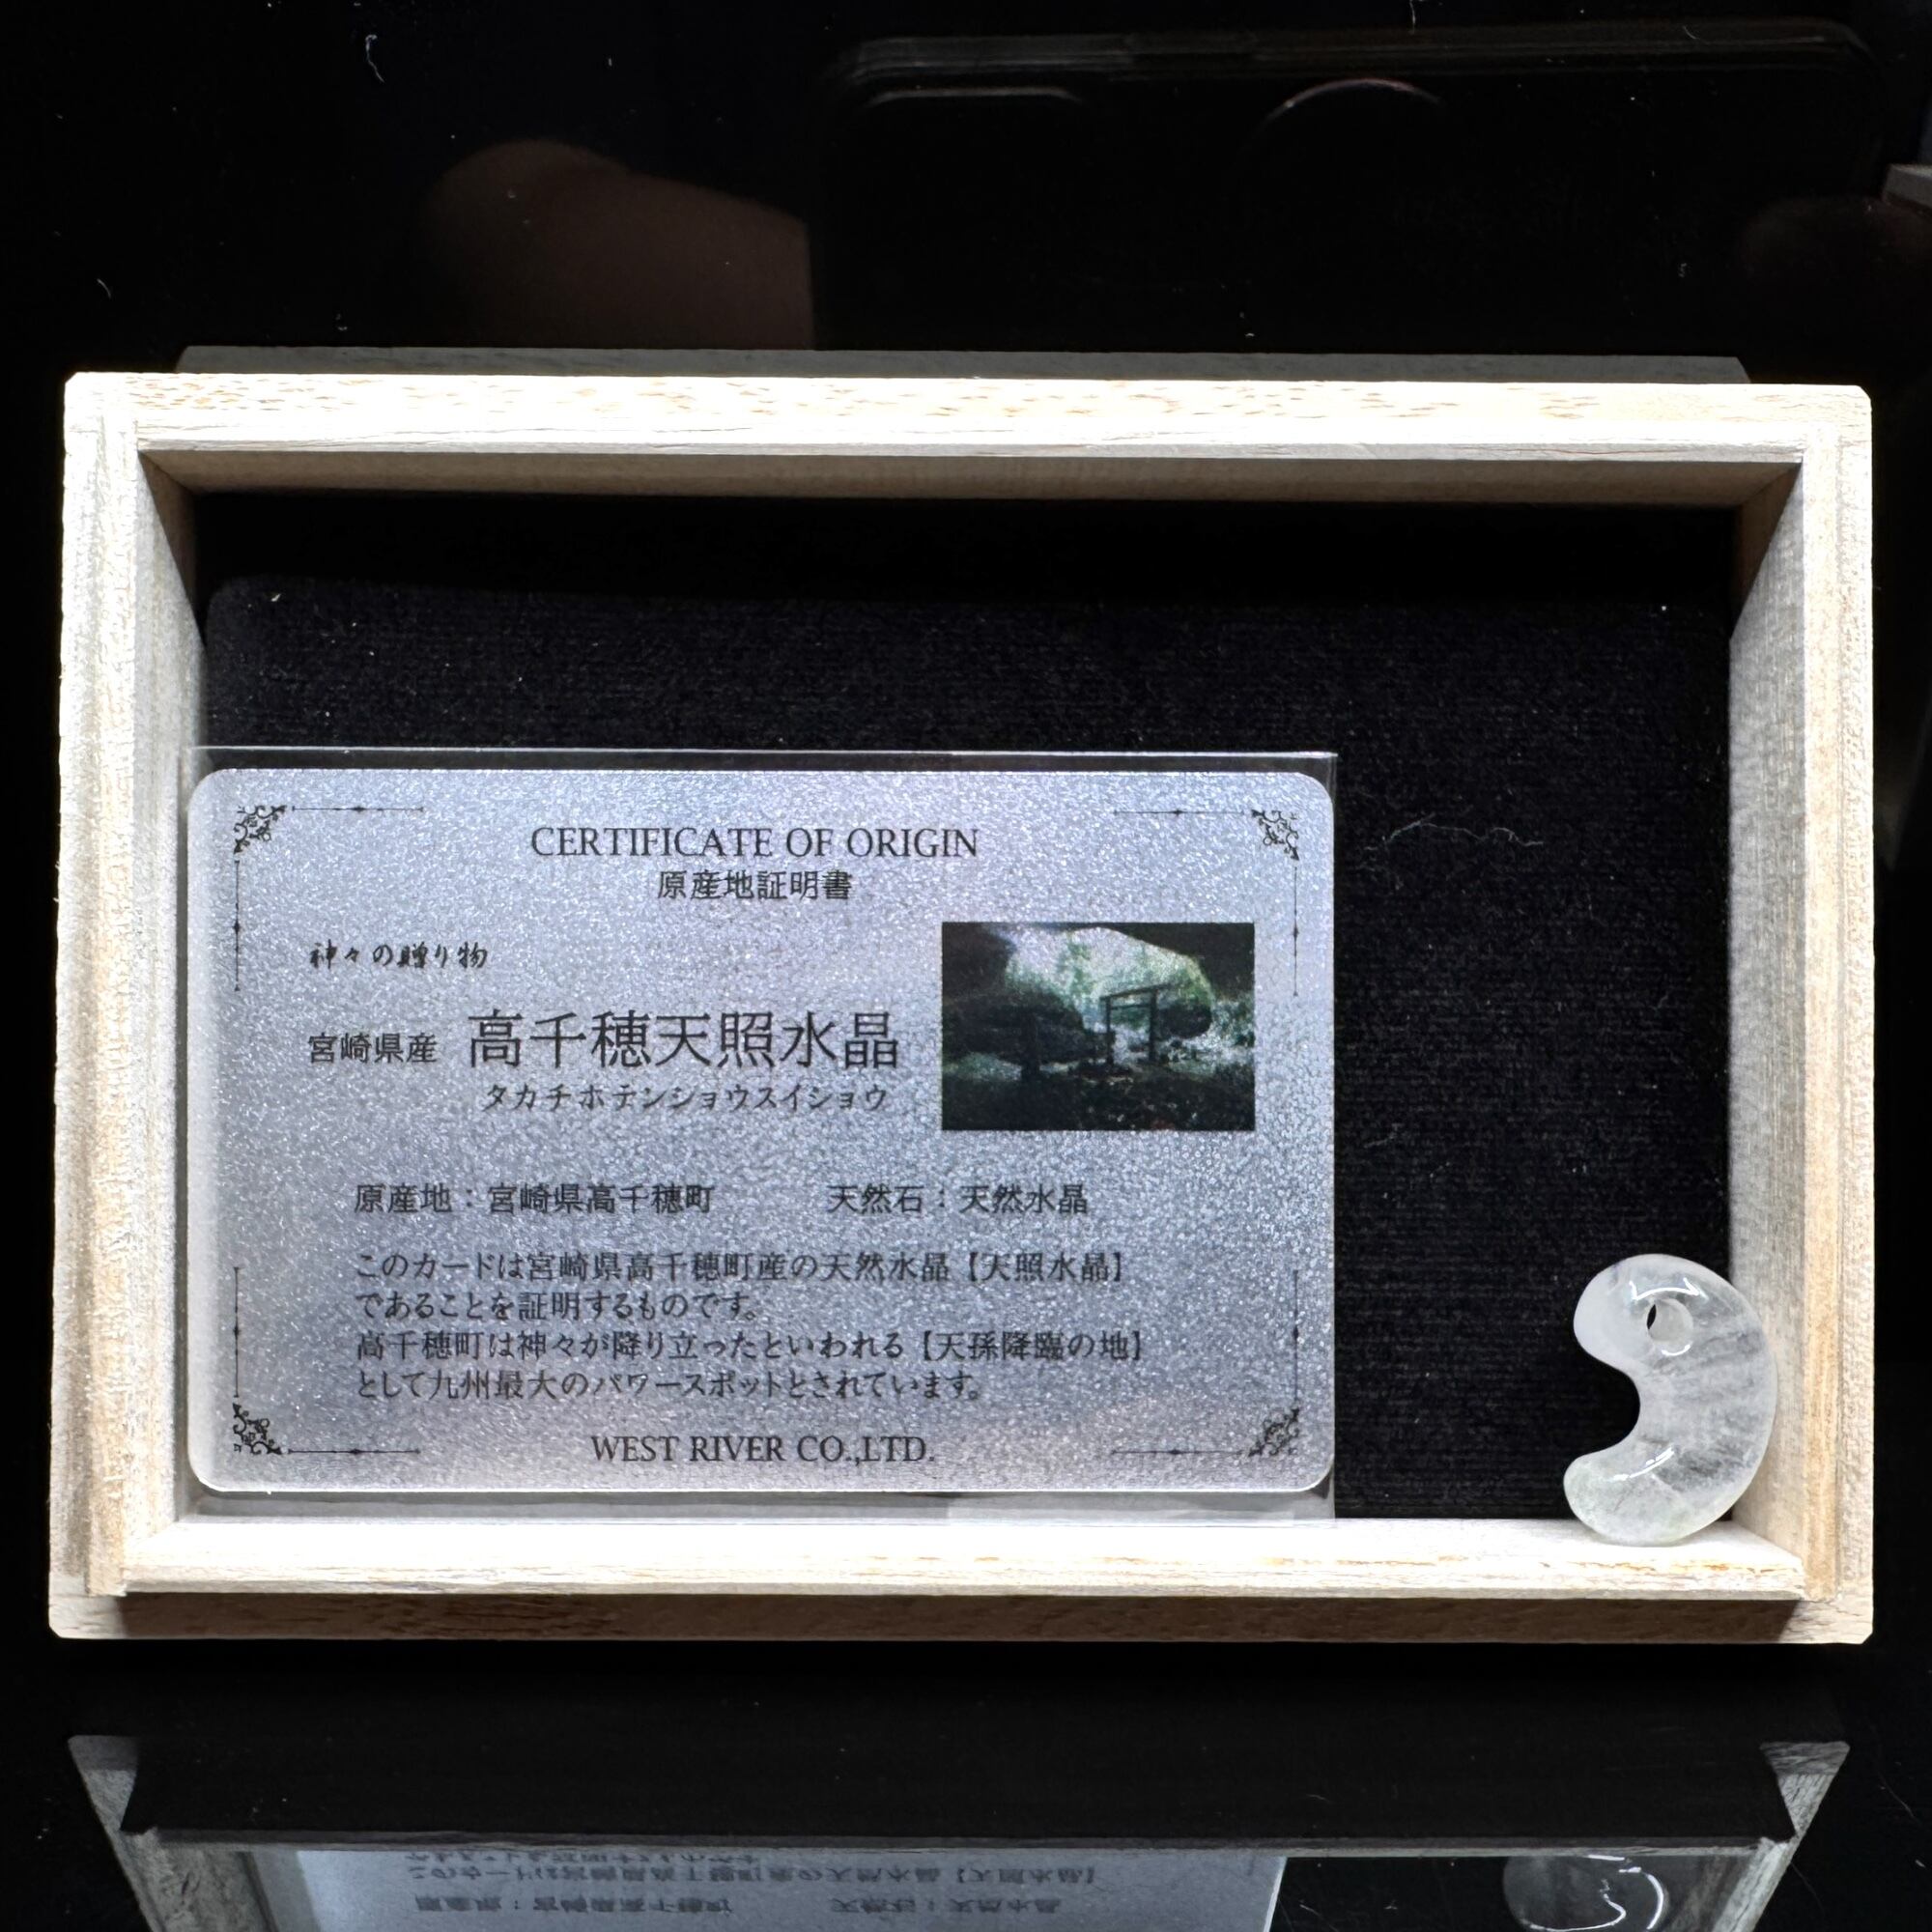 CERTIFICATE OF ORIGIN
原産地証明書
神々の贈り物
宮崎県産 高千穂天照水晶
タカチホテンショウスイショウ
原産地：宮崎県高千穂町 天然石：天然水晶
このカードは宮崎県高千穂町産の天然水晶【天照水晶】
であることを証明するものです。
高千穂町は神々が降り立ったといわれる【天孫降臨の地】
として九州最大のパワースポットとされています。
WEST RIVER CO.,LTD.